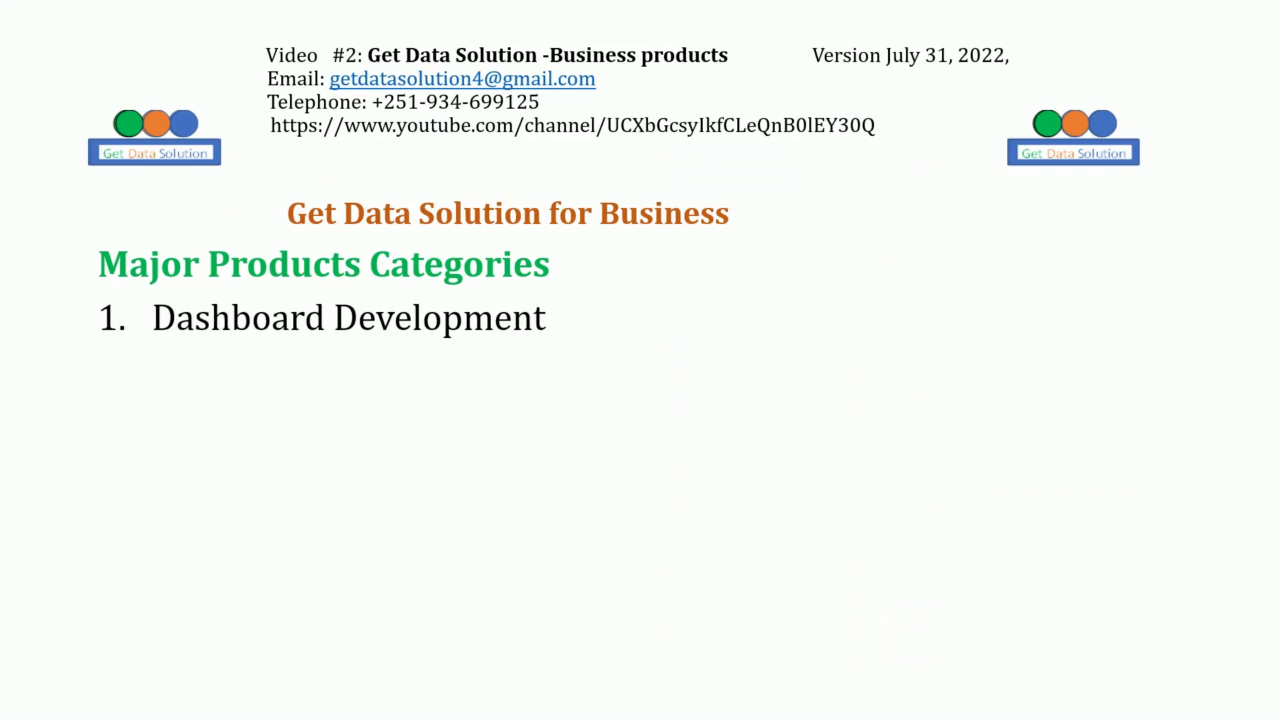 Video #2: Get Data Solution -Business products Version July 31, 2022,
Email: getdatasolution4@gmail.com
Telephone: +251-934-699125
https://www.youtube.com/channel/UCXbGcsyIkfCLeQnB0lEY30Q
Get Data Solution
Get Data Solution
Get Data Solution for Business
Major Products Categories
1. Dashboard Development